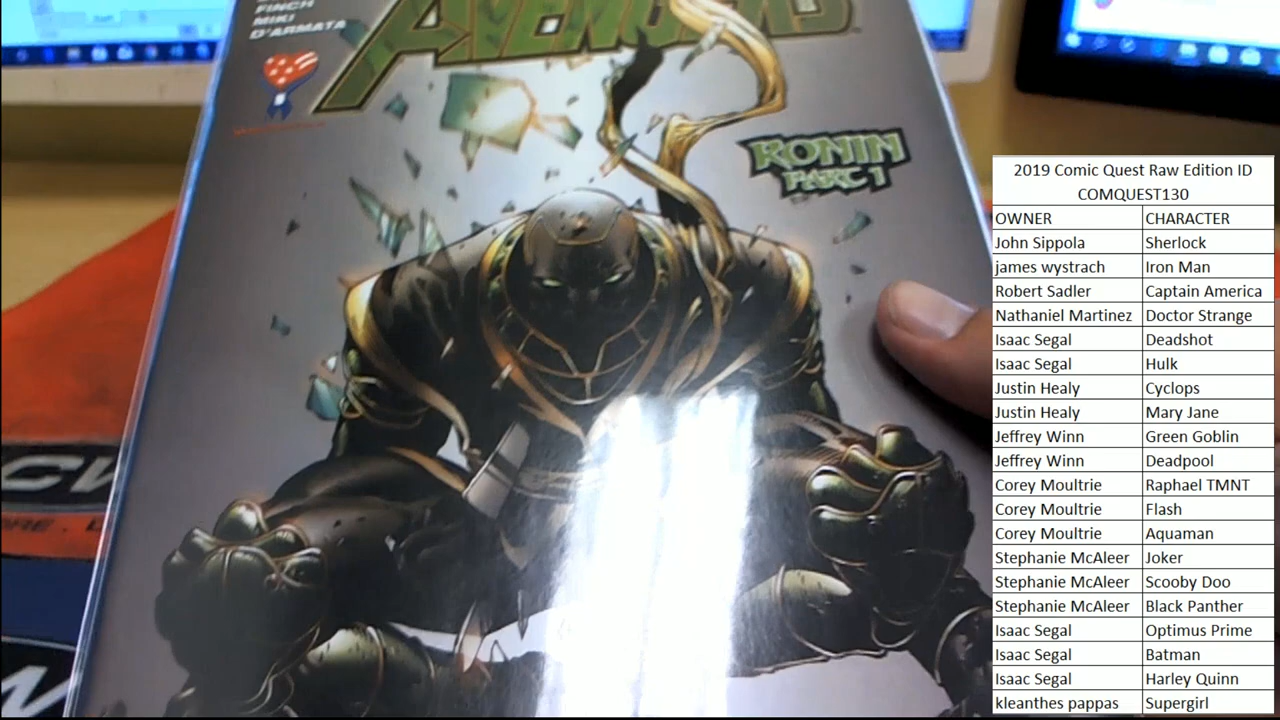 FINCH
MIKI
D'ARMATA
AVENGERS
RONIN
PART 1
2019 Comic Quest Raw Edition ID
COMQUEST130
OWNER CHARACTER
John Sippola Sherlock
james wystrach Iron Man
Robert Sadler Captain America
Nathaniel Martinez Doctor Strange
Isaac Segal Deadshot
Isaac Segal Hulk
Justin Healy Cyclops
Justin Healy Mary Jane
Jeffrey Winn Green Goblin
Jeffrey Winn Deadpool
Corey Moultrie Raphael TMNT
Corey Moultrie Flash
Corey Moultrie Aquaman
Stephanie McAleer Joker
Stephanie McAleer Scooby Doo
Stephanie McAleer Black Panther
Isaac Segal Optimus Prime
Isaac Segal Batman
Isaac Segal Harley Quinn
kleanthes pappas Supergirl